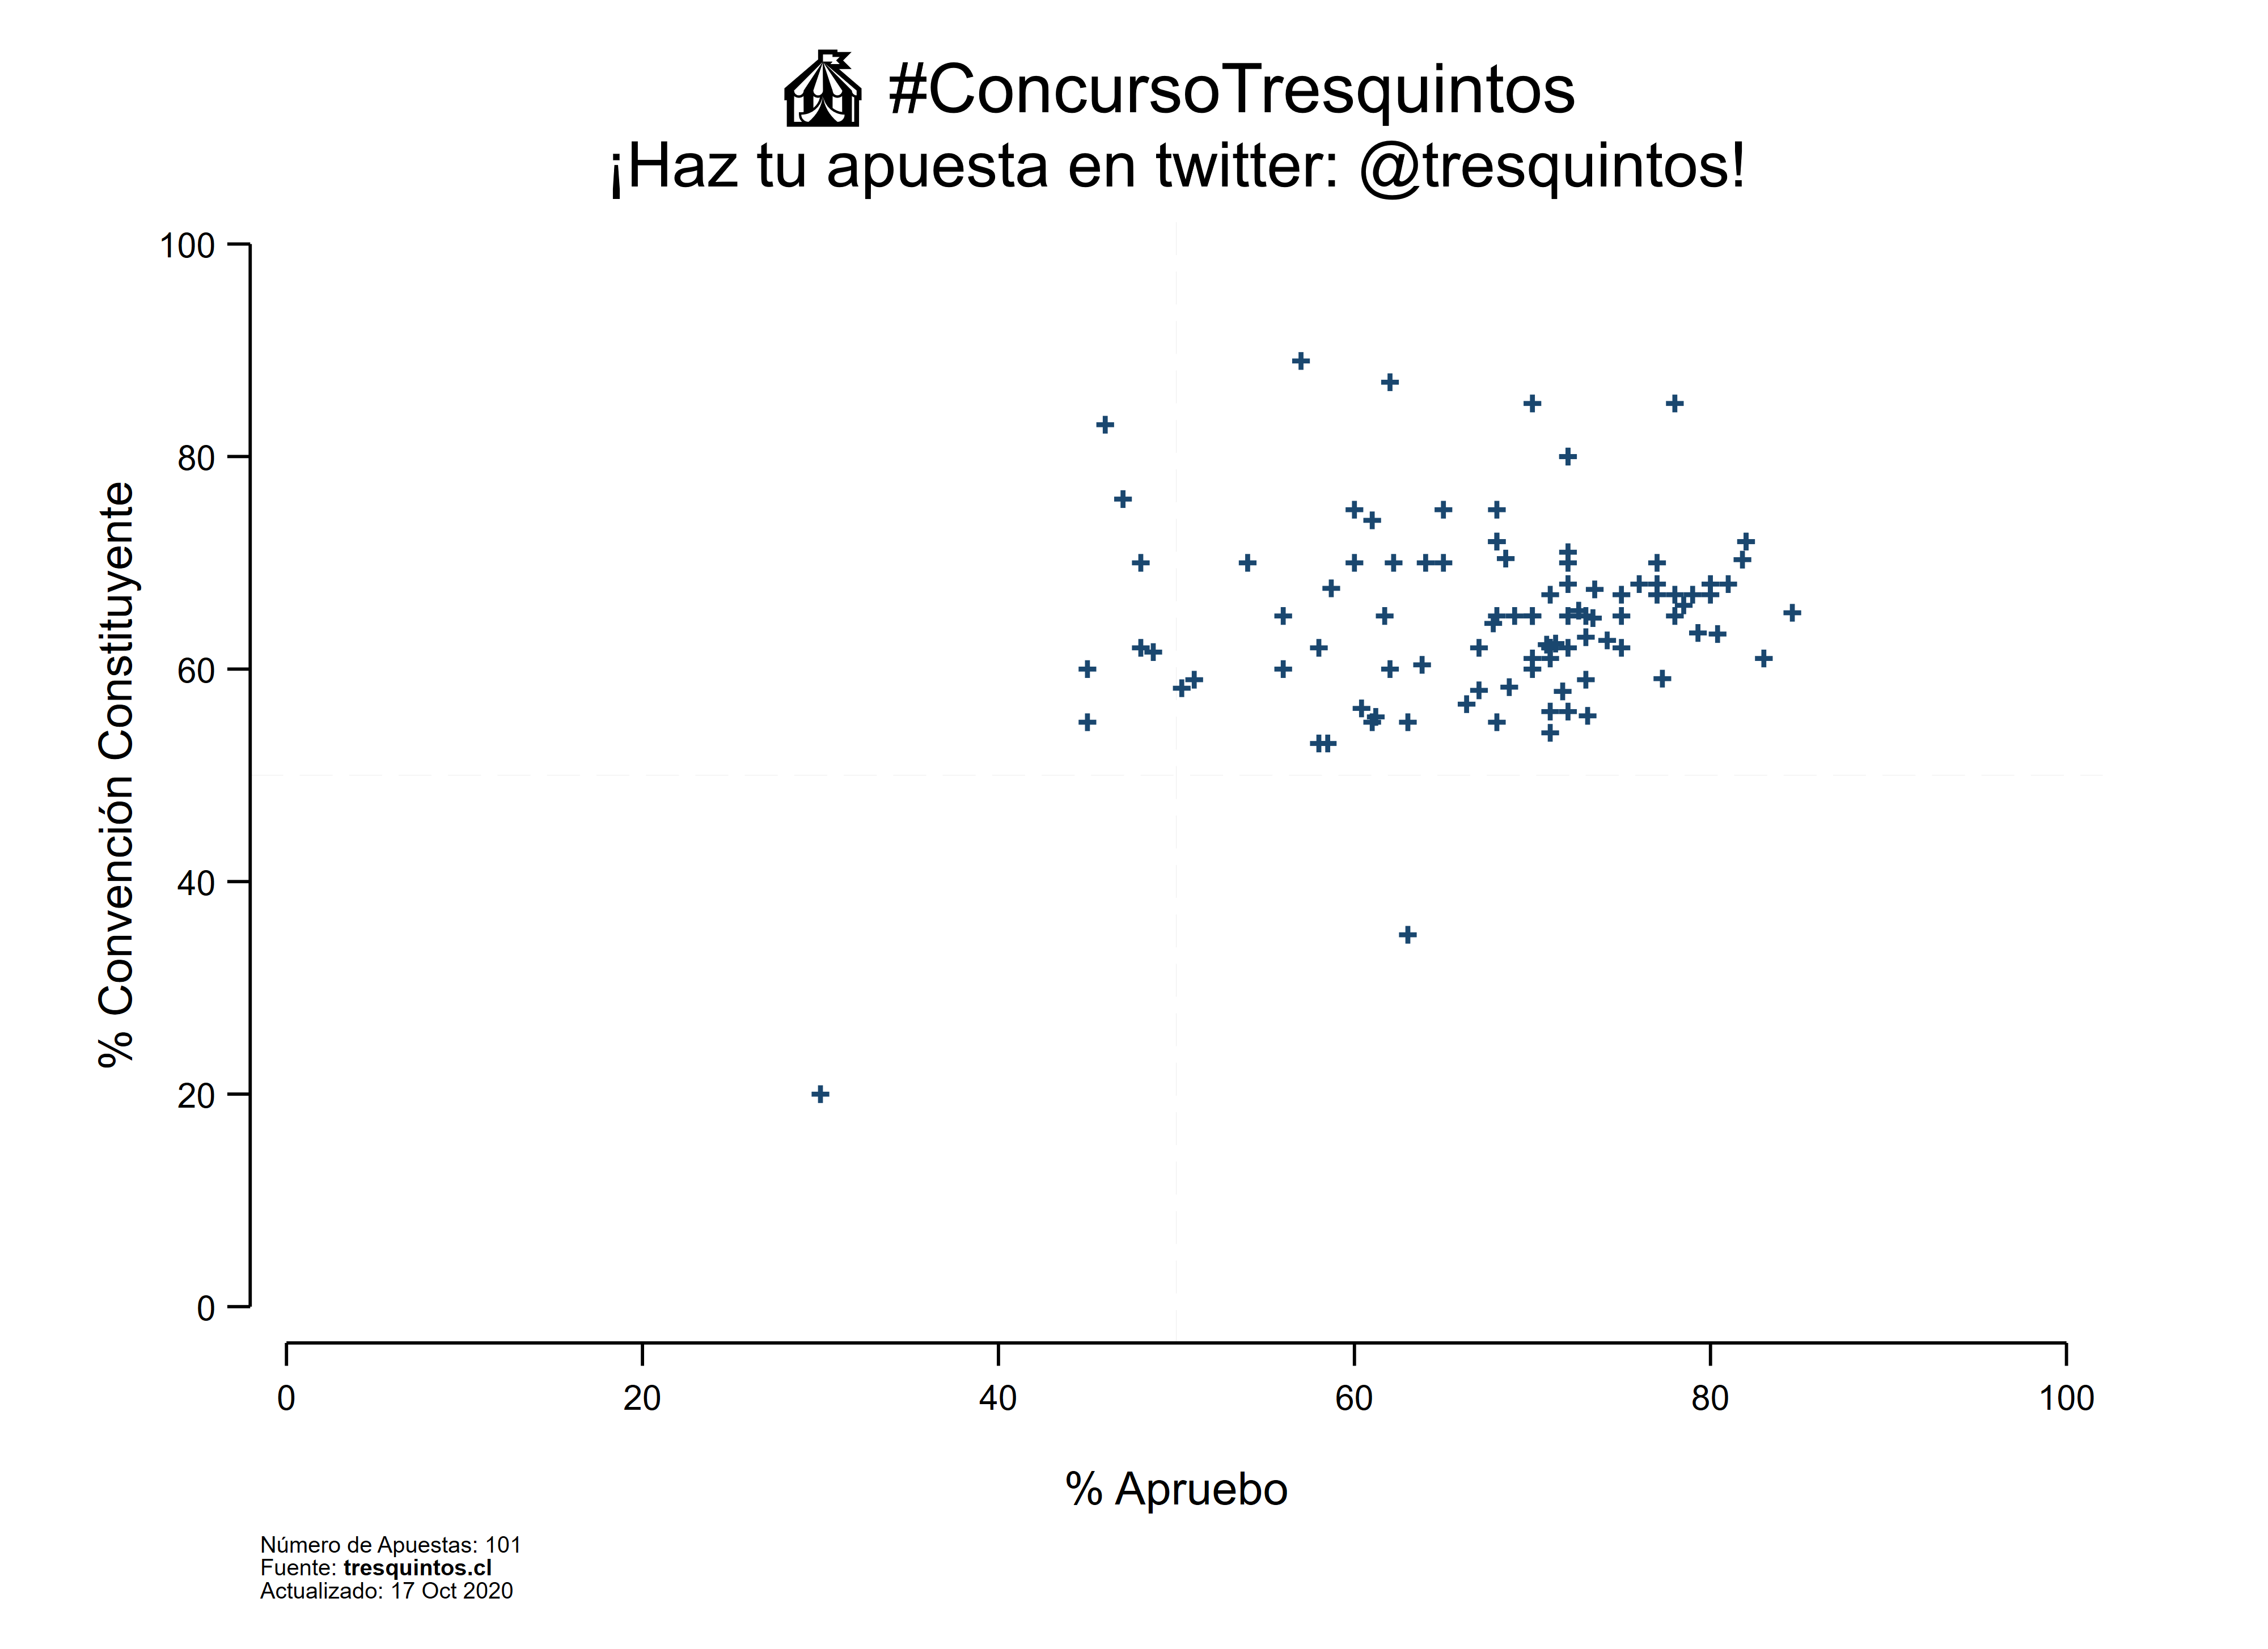 #ConcursoTresquintos
¡Haz tu apuesta en twitter: @tresquintos!
% Convención Constituyente
100
80
60
40
20
0
0 20 40 60 80 100
% Apruebo
Número de Apuestas: 101
Fuente: tresquintos.cl
Actualizado: 17 Oct 2020